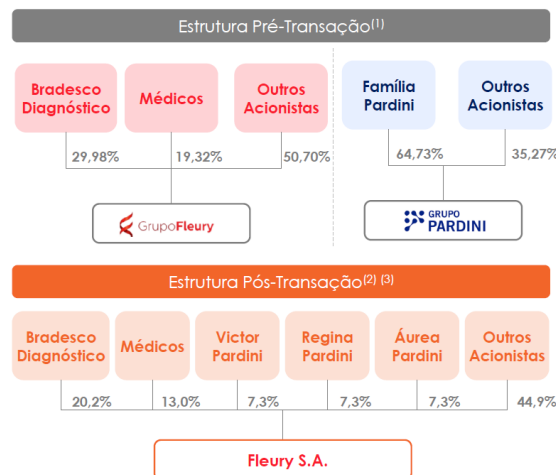 Estrutura Pré-Transação(1)
Bradesco
Diagnóstico
Médicos
Outros
Acionistas
Família
Pardini
Outros
Acionistas
29,98%
19,32%
50,70%
64,73%
35,27%
GrupoFleury
GRUPO
PARDINI
Estrutura Pós-Transação(2) (3)
Bradesco
Diagnóstico
Médicos
Victor
Pardini
Regina
Pardini
Áurea
Pardini
Outros
Acionistas
20,2%
13,0%
7,3%
7,3%
7,3%
44,9%
Fleury S.A.